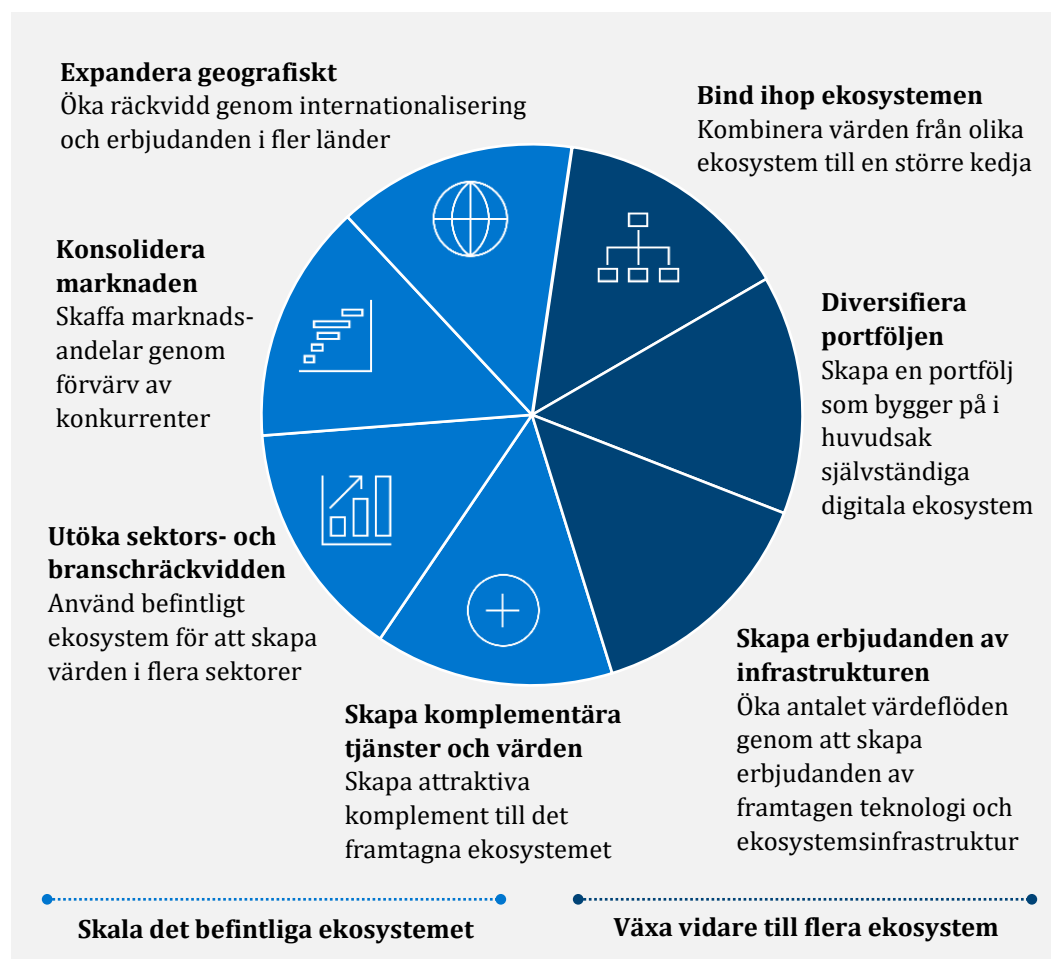 Expandera geografiskt
Öka räckvidd genom internationalisering
och erbjudanden i fler länder
Bind ihop ekosystemen
Kombinera värden från olika
ekosystem till en större kedja
Konsolidera
marknaden
Skaffa marknads-
andelar genom
förvärv av
konkurrenter
Diversifiera
portföljen
Skapa en portfölj
som bygger på i
huvudsak
självständiga
digitala ekosystem
Utöka sektors- och
branschräckvidden
Använd befintligt
ekosystem för att skapa
värden i flera sektorer
Skapa erbjudanden av
infrastrukturen
Öka antalet värdeflöden
genom att skapa
erbjudanden av
framtagen teknologi och
ekosystemsinfrastruktur
Skapa komplementära
tjänster och värden
Skapa attraktiva
komplement till det
framtagna ekosystemet
Skala det befintliga ekosystemet
Växa vidare till flera ekosystem